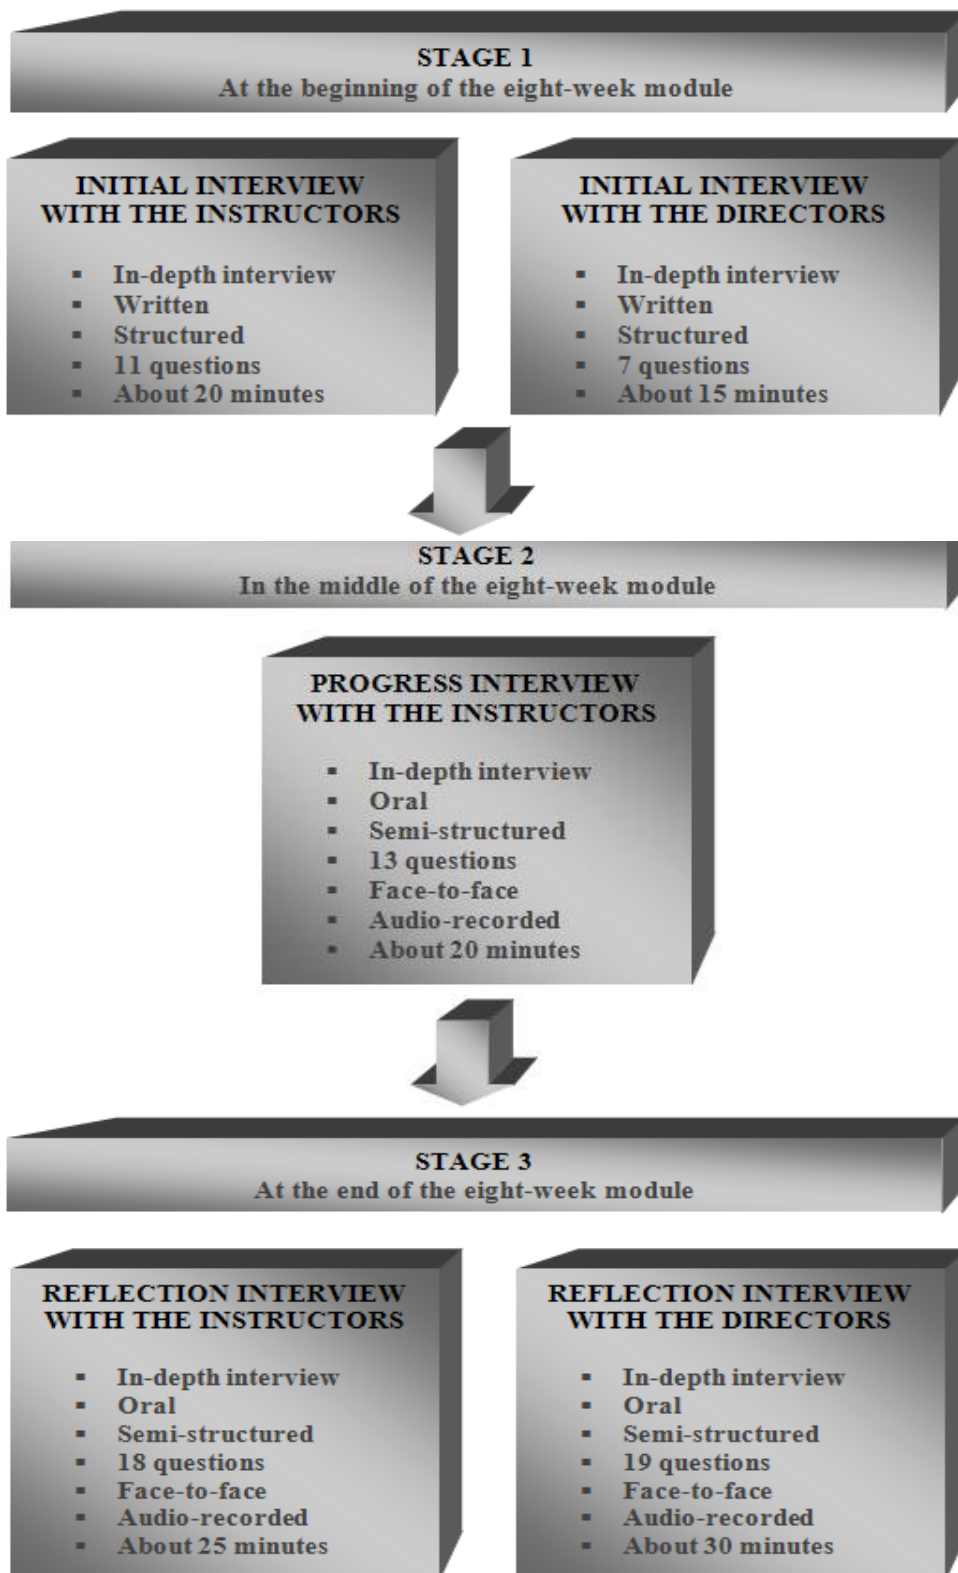 STAGE 1
At the beginning of the eight-week module
INITIAL INTERVIEW
WITH THE INSTRUCTORS
▪ In-depth interview
▪ Written
▪ Structured
▪ 11 questions
▪ About 20 minutes
INITIAL INTERVIEW
WITH THE DIRECTORS
▪ In-depth interview
▪ Written
▪ Structured
▪ 7 questions
▪ About 15 minutes
STAGE 2
In the middle of the eight-week module
PROGRESS INTERVIEW
WITH THE INSTRUCTORS
▪ In-depth interview
▪ Oral
▪ Semi-structured
▪ 13 questions
▪ Face-to-face
▪ Audio-recorded
▪ About 20 minutes
STAGE 3
At the end of the eight-week module
REFLECTION INTERVIEW
WITH THE INSTRUCTORS
▪ In-depth interview
▪ Oral
▪ Semi-structured
▪ 18 questions
▪ Face-to-face
▪ Audio-recorded
▪ About 25 minutes
REFLECTION INTERVIEW
WITH THE DIRECTORS
▪ In-depth interview
▪ Oral
▪ Semi-structured
▪ 19 questions
▪ Face-to-face
▪ Audio-recorded
▪ About 30 minutes